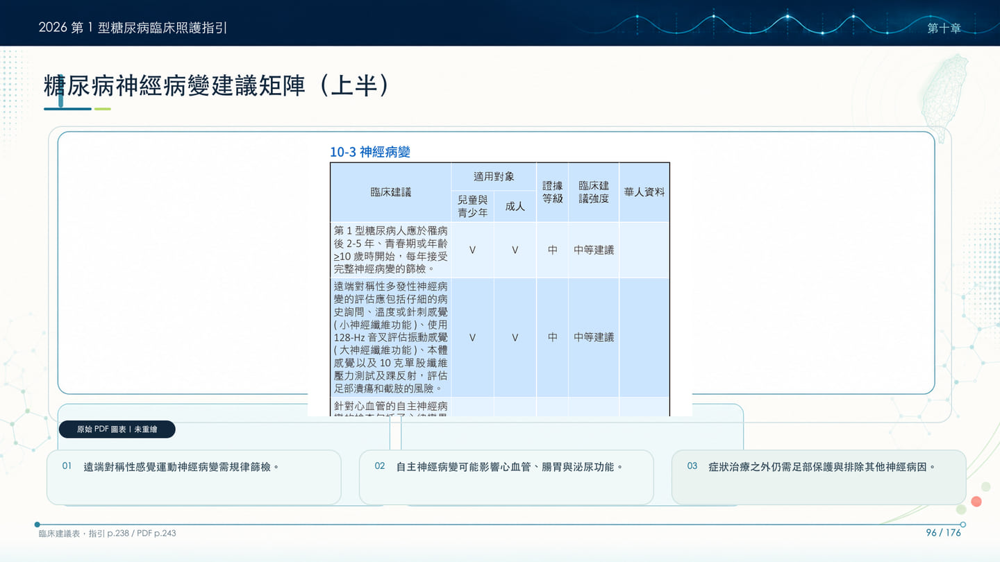 2026 第 1 型糖尿病臨床照護指引
第十章
糖尿病神經病變建議矩陣（上半）
10-3 神經病變
臨床建議
適用對象
兒童與
青少年
成人
證據
等級
臨床建
議強度
華人資料
第 1 型糖尿病人應於罹病
後 2-5 年、青春期或年齡
≥10 歲時開始，每年接受
完整神經病變的篩檢。
V
V
中
中等建議
遠端對稱性多發性神經病
變的評估應包括仔細的病
史詢問、溫度或針刺感覺
( 小神經纖維功能 )、使用
128-Hz 音叉評估振動感覺
( 大神經纖維功能 )、本體
感覺以及 10 克單股纖維
壓力測試及踝反射，評估
足部潰瘍和截肢的風險。
V
V
中
中等建議
針對心血管的自主神經病
原始 PDF 圖表｜未重繪
01 遠端對稱性感覺運動神經病變需規律篩檢。
02 自主神經病變可能影響心血管、腸胃與泌尿功能。
03 症狀治療之外仍需足部保護與排除其他神經病因。
臨床建議表，指引 p.238 / PDF p.243
96 / 176